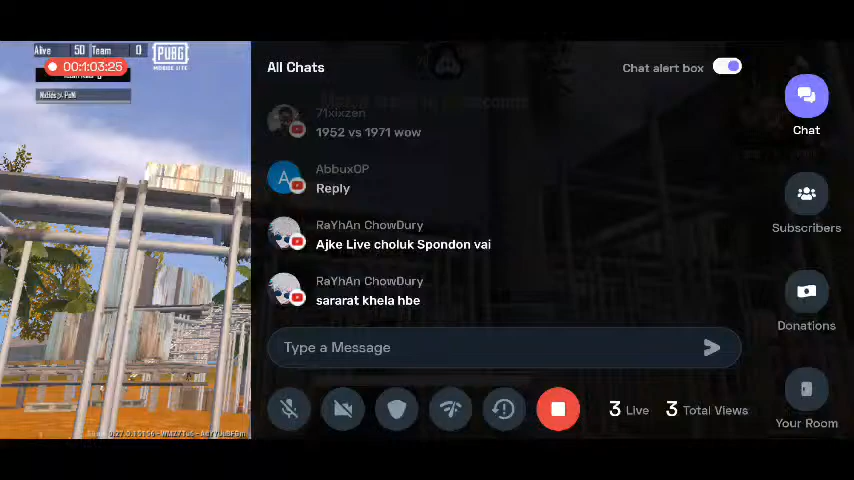 Alive 50 Team 0
PUBG
MOBILE LITE
00:1:03:25
All Chats
Chat alert box
71xixzen
1952 vs 1971 wow
AbbuxOP
Reply
RaYhAn ChowDury
Ajke Live choluk Spondon vai
RaYhAn ChowDury
sararat khela hbe
Type a Message
3 Live
3 Total Views
Chat
Subscribers
Donations
Your Room